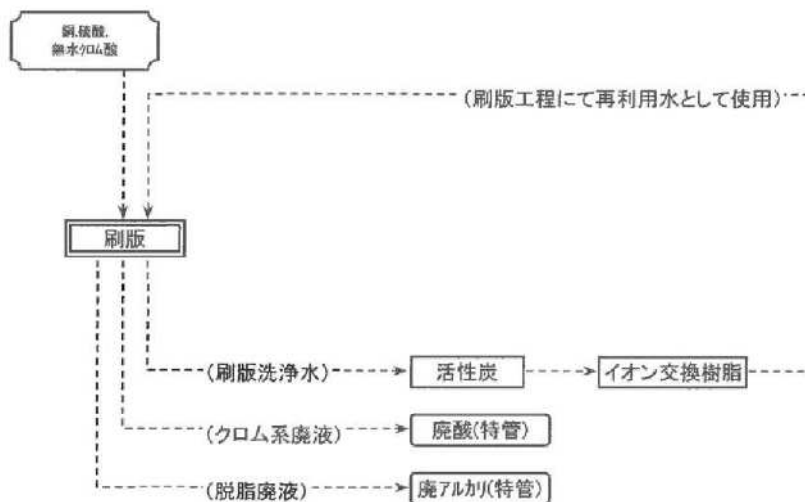 銅,硫酸,
無水クロム酸
(刷版工程にて再利用水として使用)
刷版
(刷版洗浄水)
活性炭
イオン交換樹脂
(クロム系廃液)
廃酸(特管)
(脱脂廃液)
廃アルカリ(特管)